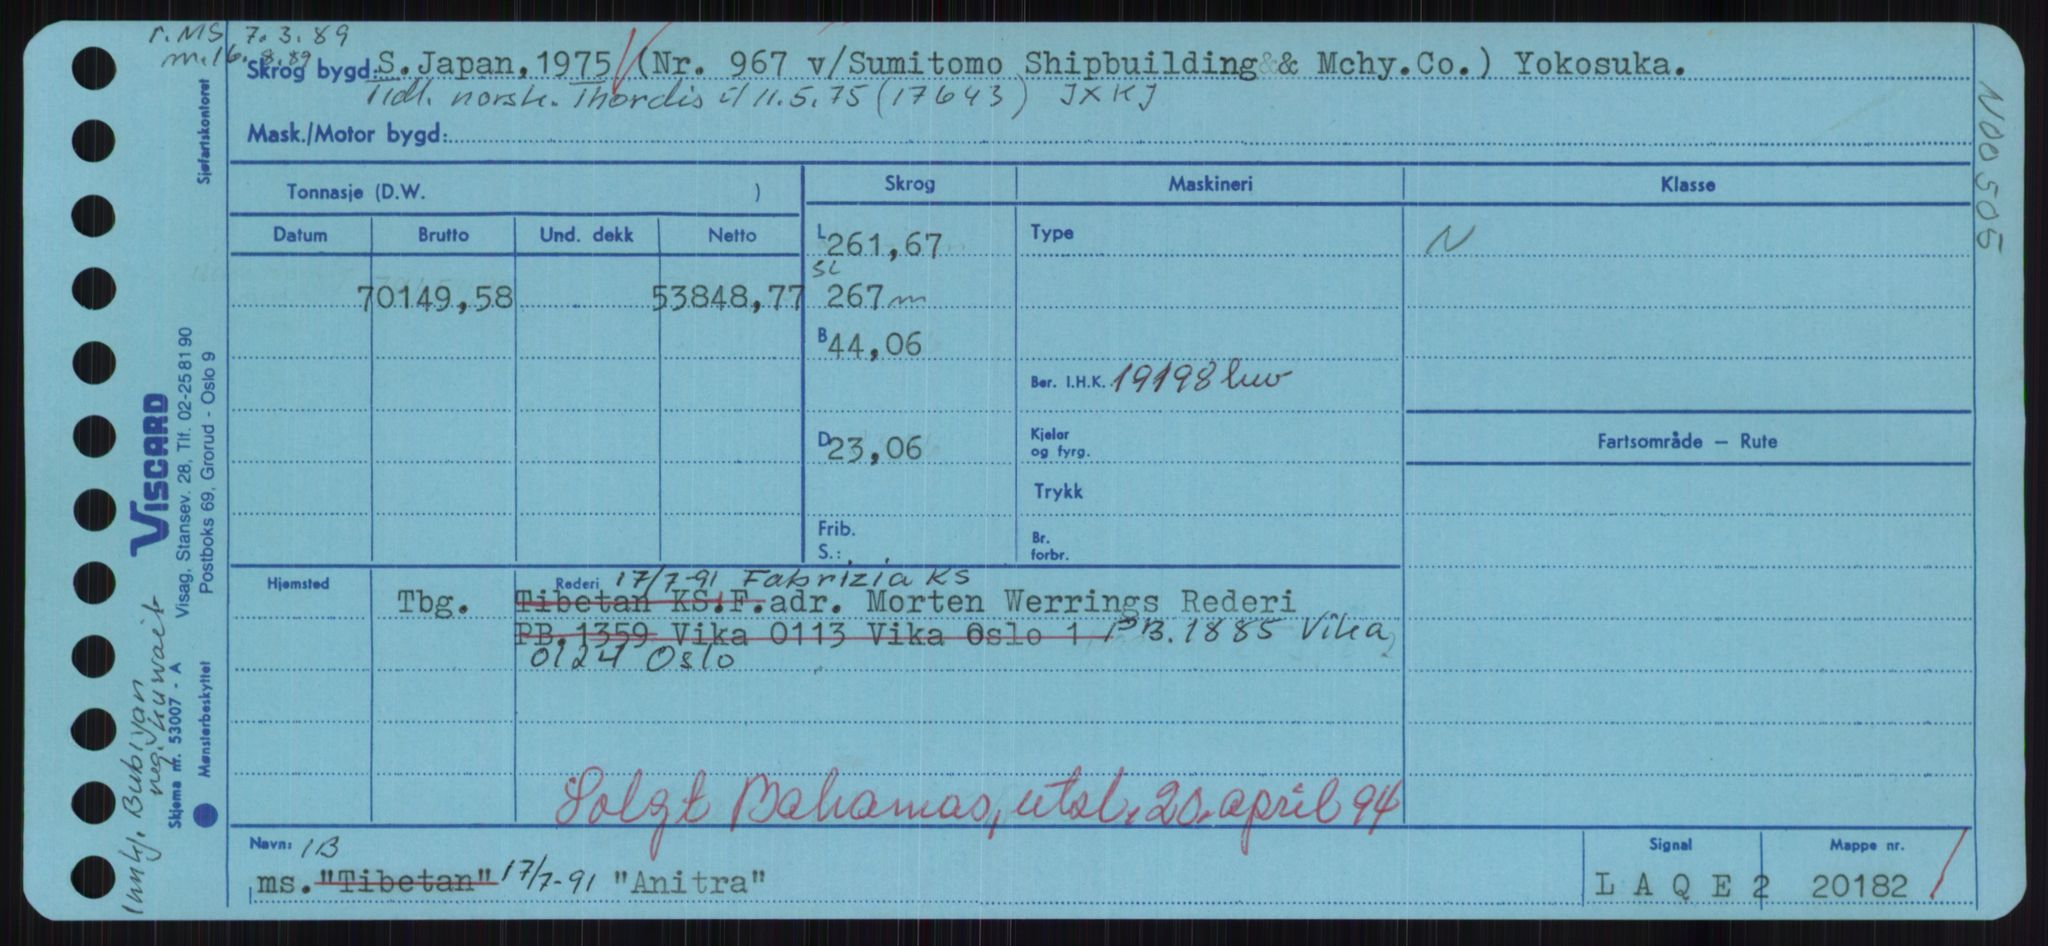 r. MS 7.3.89
m. 16.8.89
Skrog bygd: S.Japan, 1975 (Nr. 967 v/Sumitomo Shipbuilding & Mchy.Co.) Yokosuka.
Tidl. norsk. Thordis i/ 11.5.75 (17643) JXKJ
Mask./Motor bygd:
N00505
Tonnasje (D.W. )
Skrog
Maskineri
Klasse
Datum Brutto Und. dekk Netto
L 261,67
Type
N
SL
70149,58 53848,77
267 m
B 44,06
Ber. I.H.K. 19198
D 23,06
Kjeler
og fyrg.
Fartsområde – Rute
Trykk
Frib.
S.:
Br.
forbr.
Hjemsted
Rederi 17/7-91 Fabrizia KS
Tbg. Tibetan KS.F.adr. Morten Werrings Rederi
PB. 1359 Vika 0113 Vika Oslo 1 PB. 1885 Vika,
0124 Oslo
Solgt Bahamas, utsl. 20. april 94
Navn: 1B
ms. "Tibetan" 17/7-91 "Anitra"
Signal
L A Q E 2
Mappe nr.
20182
Sjøfartskontoret
VISCARD
Visag, Stansev. 28, Tlf. 02-25 81 90
Postboks 69, Grorud - Oslo 9
Skjema nr. 53007 - A
Mønsterbeskyttet
Innkj. Bubiyan
reg. kuwait